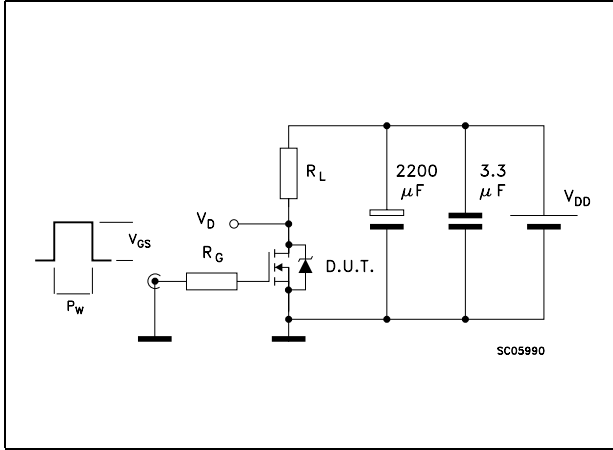 R_L
2200
μF
3.3
μF
V_DD
V_D
V_GS
R_G
D.U.T.
P_W
SC05990